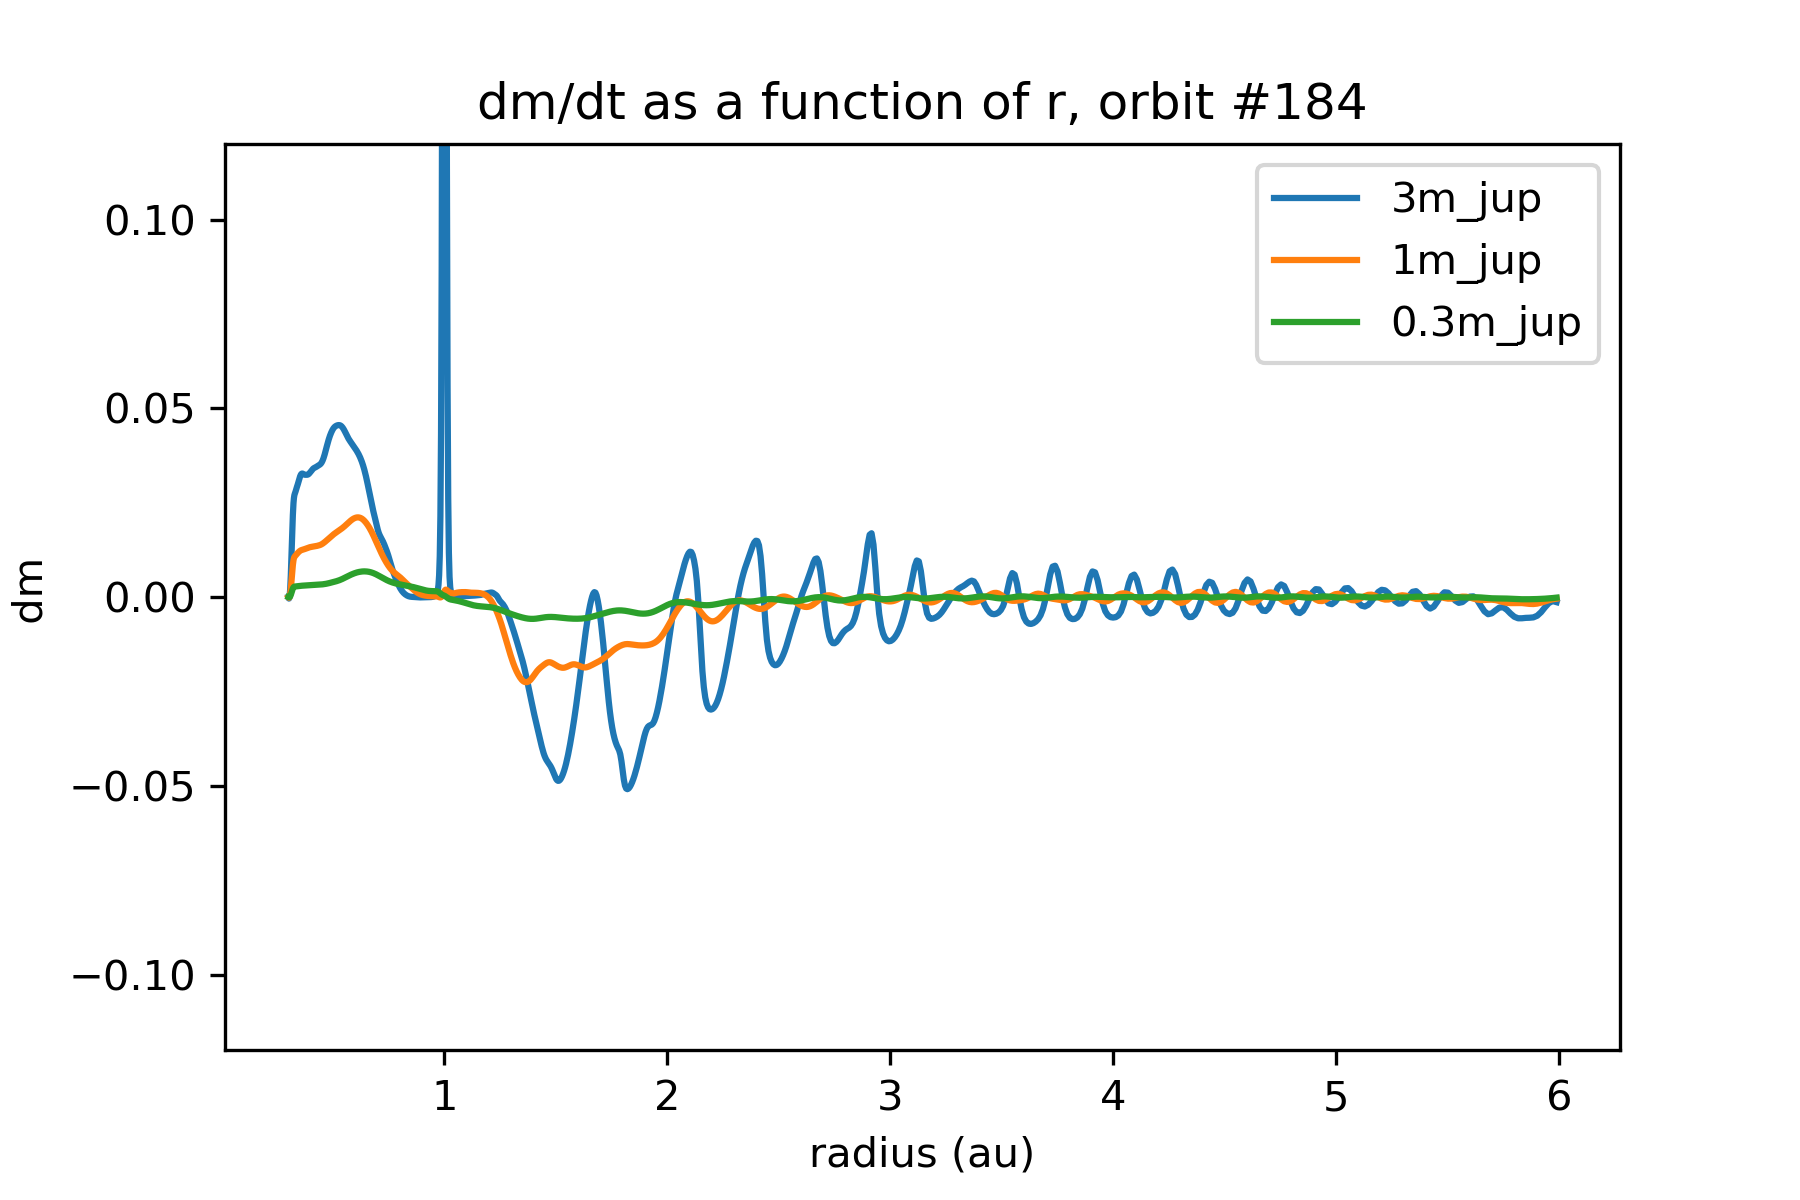 dm/dt as a function of r, orbit #184
3m_jup
1m_jup
0.3m_jup
dm
0.10
0.05
0.00
−0.05
−0.10
1 2 3 4 5 6
radius (au)